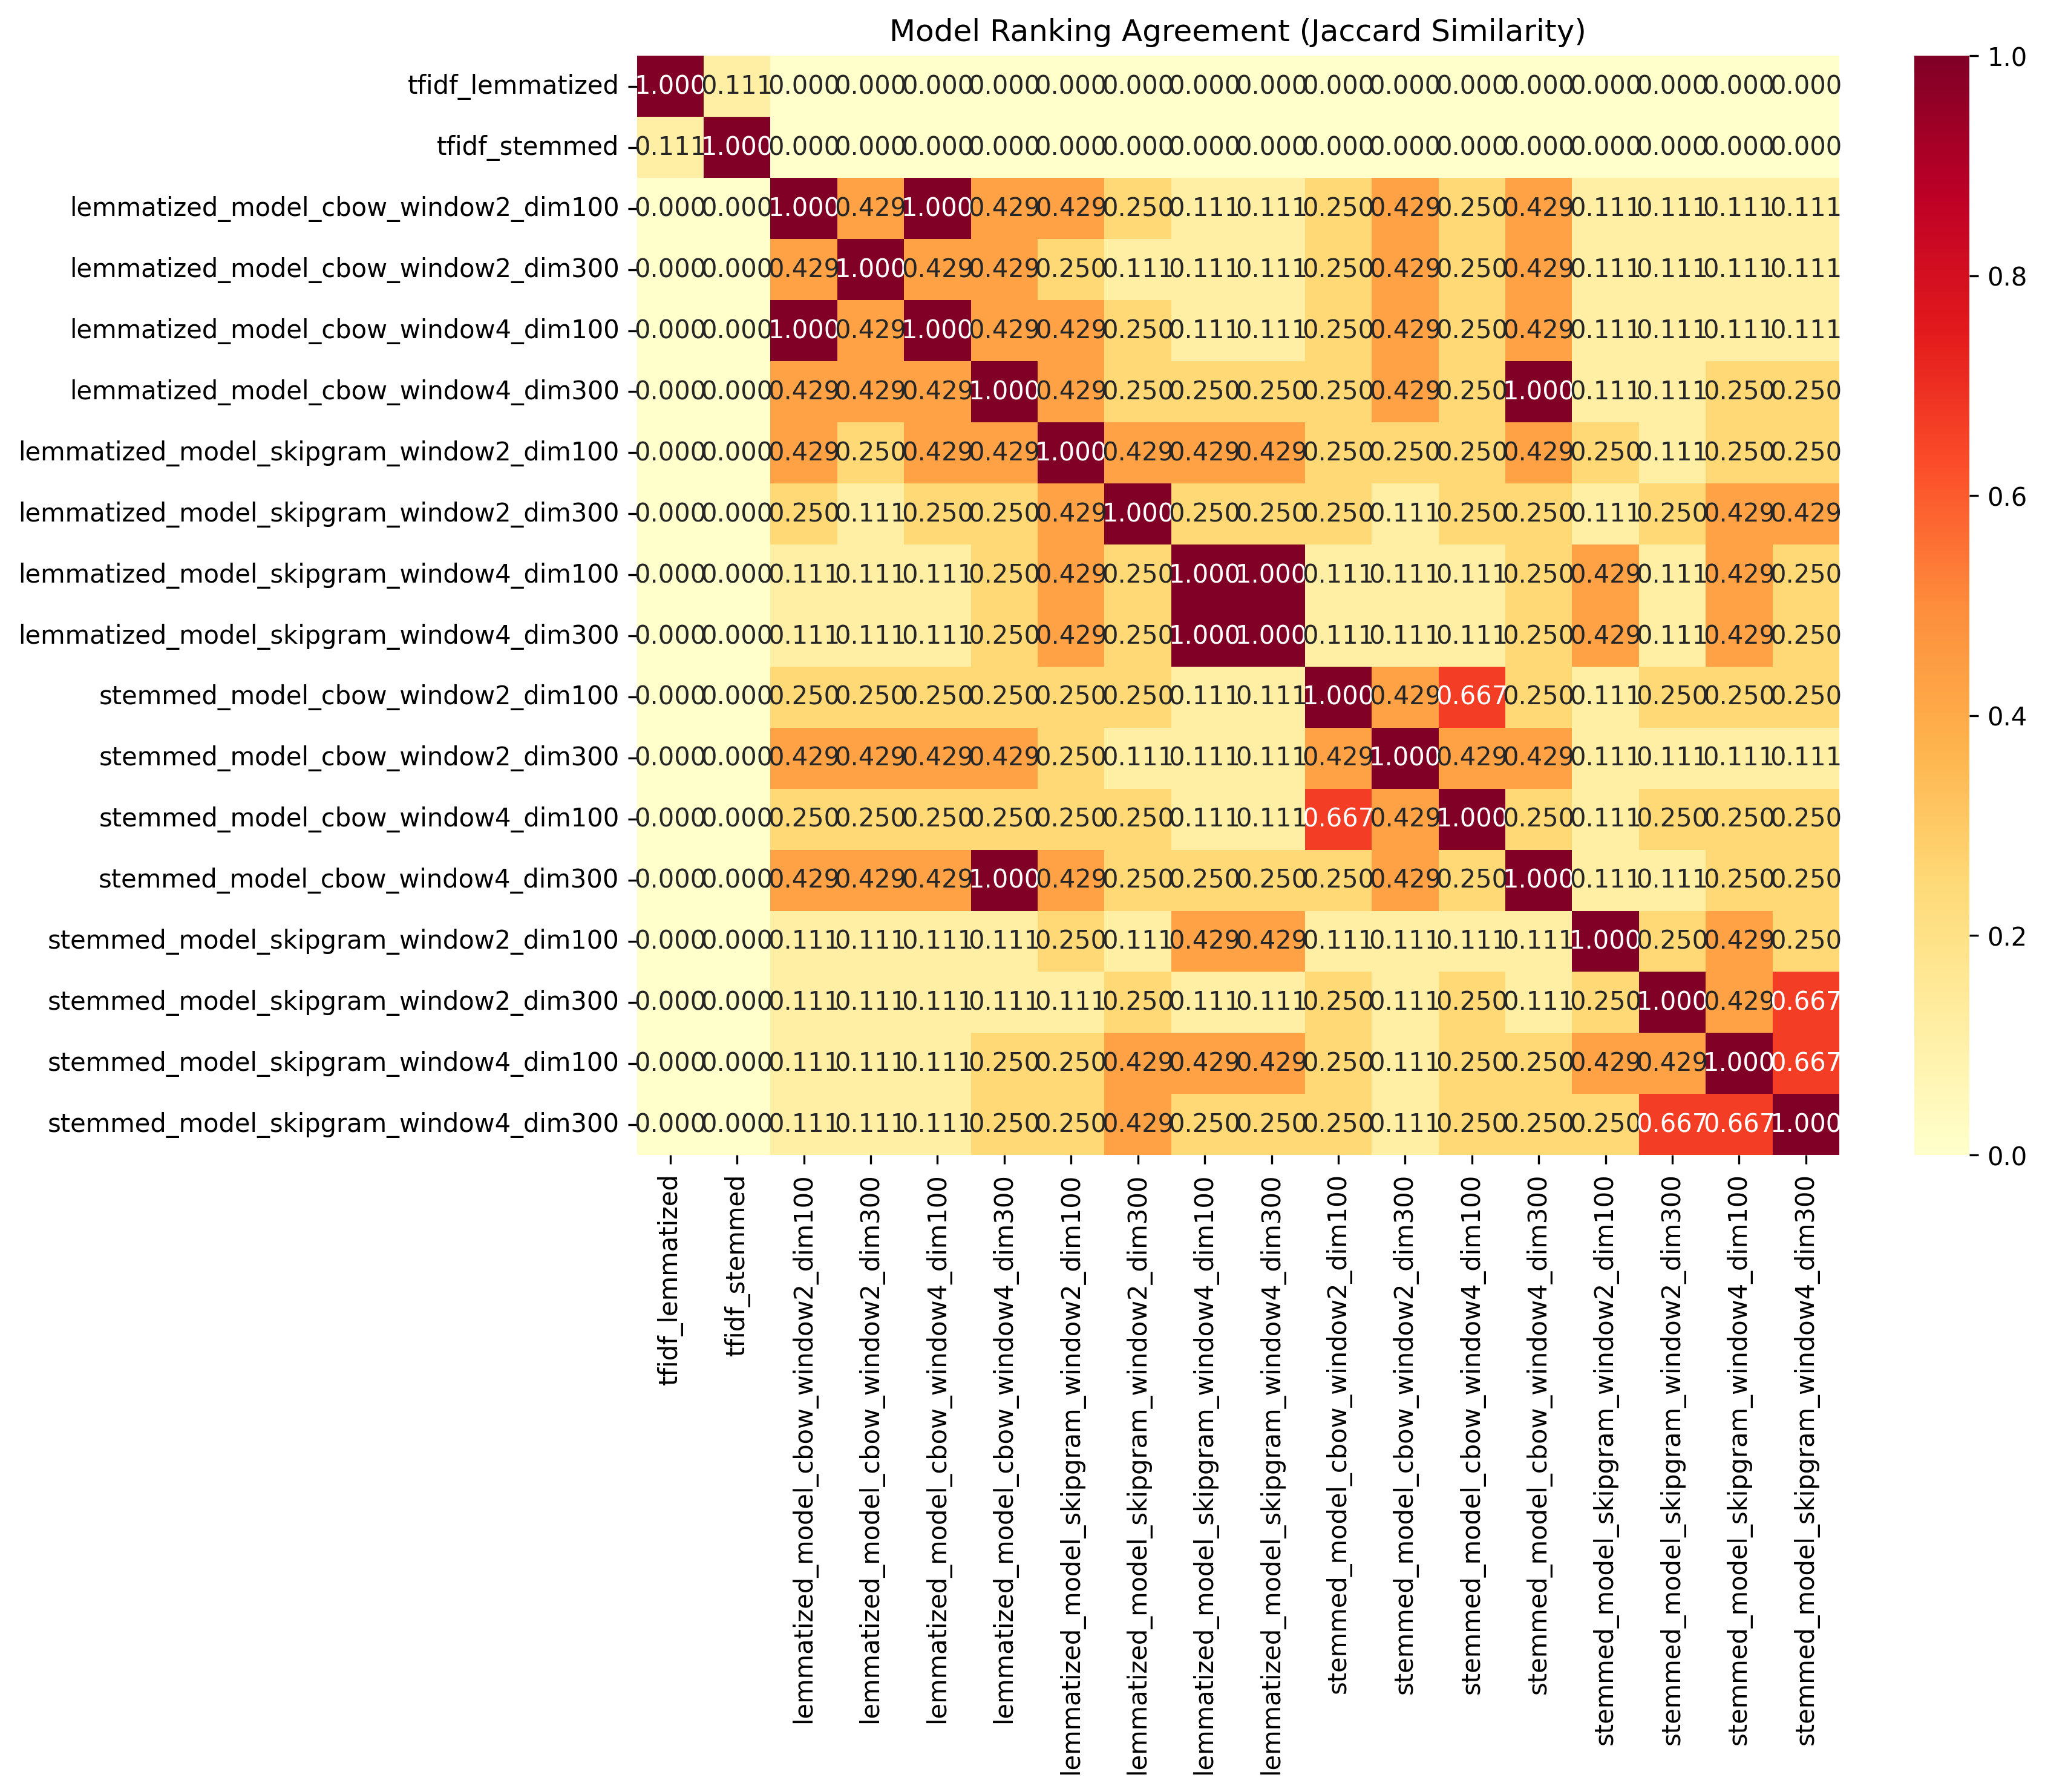 Model Ranking Agreement (Jaccard Similarity)
tfidf_lemmatized 1.000 0.111 0.000 0.000 0.000 0.000 0.000 0.000 0.000 0.000 0.000 0.000 0.000 0.000 0.000 0.000 0.000 0.000
tfidf_stemmed 0.111 1.000 0.000 0.000 0.000 0.000 0.000 0.000 0.000 0.000 0.000 0.000 0.000 0.000 0.000 0.000 0.000 0.000
lemmatized_model_cbow_window2_dim100 0.000 0.000 1.000 0.429 1.000 0.429 0.429 0.250 0.111 0.111 0.250 0.429 0.250 0.429 0.111 0.111 0.111 0.111
lemmatized_model_cbow_window2_dim300 0.000 0.000 0.429 1.000 0.429 0.429 0.250 0.111 0.111 0.111 0.250 0.429 0.250 0.429 0.111 0.111 0.111 0.111
lemmatized_model_cbow_window4_dim100 0.000 0.000 1.000 0.429 1.000 0.429 0.429 0.250 0.111 0.111 0.250 0.429 0.250 0.429 0.111 0.111 0.111 0.111
lemmatized_model_cbow_window4_dim300 0.000 0.000 0.429 0.429 0.429 1.000 0.429 0.250 0.250 0.250 0.250 0.429 0.250 1.000 0.111 0.111 0.250 0.250
lemmatized_model_skipgram_window2_dim100 0.000 0.000 0.429 0.250 0.429 0.429 1.000 0.429 0.429 0.429 0.250 0.250 0.250 0.429 0.250 0.111 0.250 0.250
lemmatized_model_skipgram_window2_dim300 0.000 0.000 0.250 0.111 0.250 0.250 0.429 1.000 0.250 0.250 0.250 0.111 0.250 0.250 0.111 0.250 0.429 0.429
lemmatized_model_skipgram_window4_dim100 0.000 0.000 0.111 0.111 0.111 0.250 0.429 0.250 1.000 1.000 0.111 0.111 0.111 0.250 0.429 0.111 0.429 0.250
lemmatized_model_skipgram_window4_dim300 0.000 0.000 0.111 0.111 0.111 0.250 0.429 0.250 1.000 1.000 0.111 0.111 0.111 0.250 0.429 0.111 0.429 0.250
stemmed_model_cbow_window2_dim100 0.000 0.000 0.250 0.250 0.250 0.250 0.250 0.250 0.111 0.111 1.000 0.429 0.667 0.250 0.111 0.250 0.250 0.250
stemmed_model_cbow_window2_dim300 0.000 0.000 0.429 0.429 0.429 0.429 0.250 0.111 0.111 0.111 0.429 1.000 0.429 0.429 0.111 0.111 0.111 0.111
stemmed_model_cbow_window4_dim100 0.000 0.000 0.250 0.250 0.250 0.250 0.250 0.250 0.111 0.111 0.667 0.429 1.000 0.250 0.111 0.250 0.250 0.250
stemmed_model_cbow_window4_dim300 0.000 0.000 0.429 0.429 0.429 1.000 0.429 0.250 0.250 0.250 0.250 0.429 0.250 1.000 0.111 0.111 0.250 0.250
stemmed_model_skipgram_window2_dim100 0.000 0.000 0.111 0.111 0.111 0.111 0.250 0.111 0.429 0.429 0.111 0.111 0.111 0.111 1.000 0.250 0.429 0.250
stemmed_model_skipgram_window2_dim300 0.000 0.000 0.111 0.111 0.111 0.111 0.111 0.250 0.111 0.111 0.250 0.111 0.250 0.111 0.250 1.000 0.429 0.667
stemmed_model_skipgram_window4_dim100 0.000 0.000 0.111 0.111 0.111 0.250 0.250 0.429 0.429 0.429 0.250 0.111 0.250 0.250 0.429 0.429 1.000 0.667
stemmed_model_skipgram_window4_dim300 0.000 0.000 0.111 0.111 0.111 0.250 0.250 0.429 0.250 0.250 0.250 0.111 0.250 0.250 0.250 0.667 0.667 1.000
tfidf_lemmatized
tfidf_stemmed
lemmatized_model_cbow_window2_dim100
lemmatized_model_cbow_window2_dim300
lemmatized_model_cbow_window4_dim100
lemmatized_model_cbow_window4_dim300
lemmatized_model_skipgram_window2_dim100
lemmatized_model_skipgram_window2_dim300
lemmatized_model_skipgram_window4_dim100
lemmatized_model_skipgram_window4_dim300
stemmed_model_cbow_window2_dim100
stemmed_model_cbow_window2_dim300
stemmed_model_cbow_window4_dim100
stemmed_model_cbow_window4_dim300
stemmed_model_skipgram_window2_dim100
stemmed_model_skipgram_window2_dim300
stemmed_model_skipgram_window4_dim100
stemmed_model_skipgram_window4_dim300
1.0
0.8
0.6
0.4
0.2
0.0